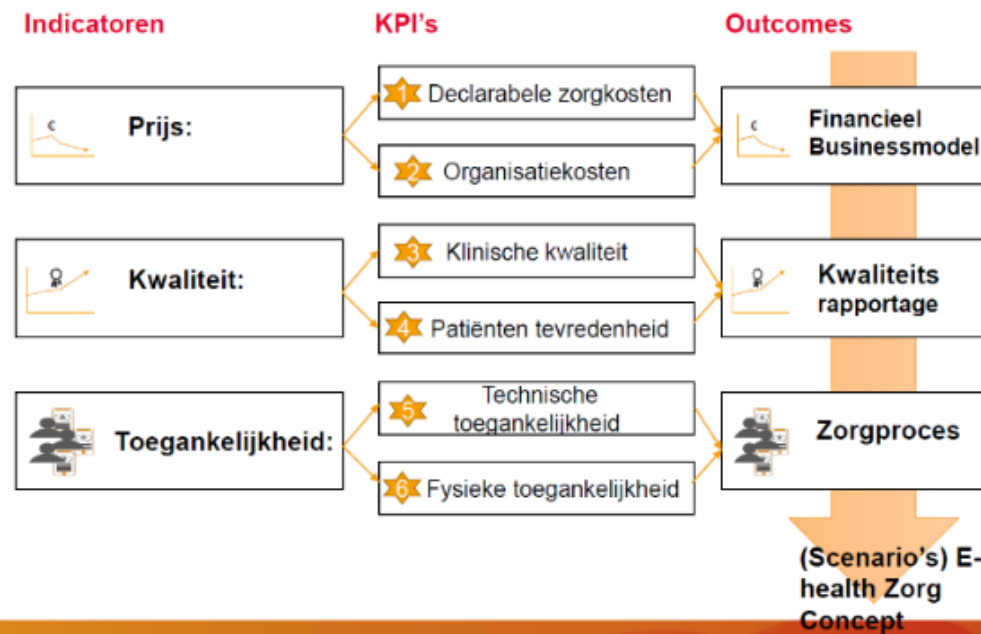 Indicatoren
KPI's
Outcomes
Prijs:
1 Declarabele zorgkosten
2 Organisatiekosten
€
€
Financieel
Businessmodel
Kwaliteit:
3 Klinische kwaliteit
4 Patiënten tevredenheid
Kwaliteits
rapportage
Toegankelijkheid:
5 Technische
toegankelijkheid
6 Fysieke toegankelijkheid
Zorgproces
(Scenario's) E-
health Zorg
Concept